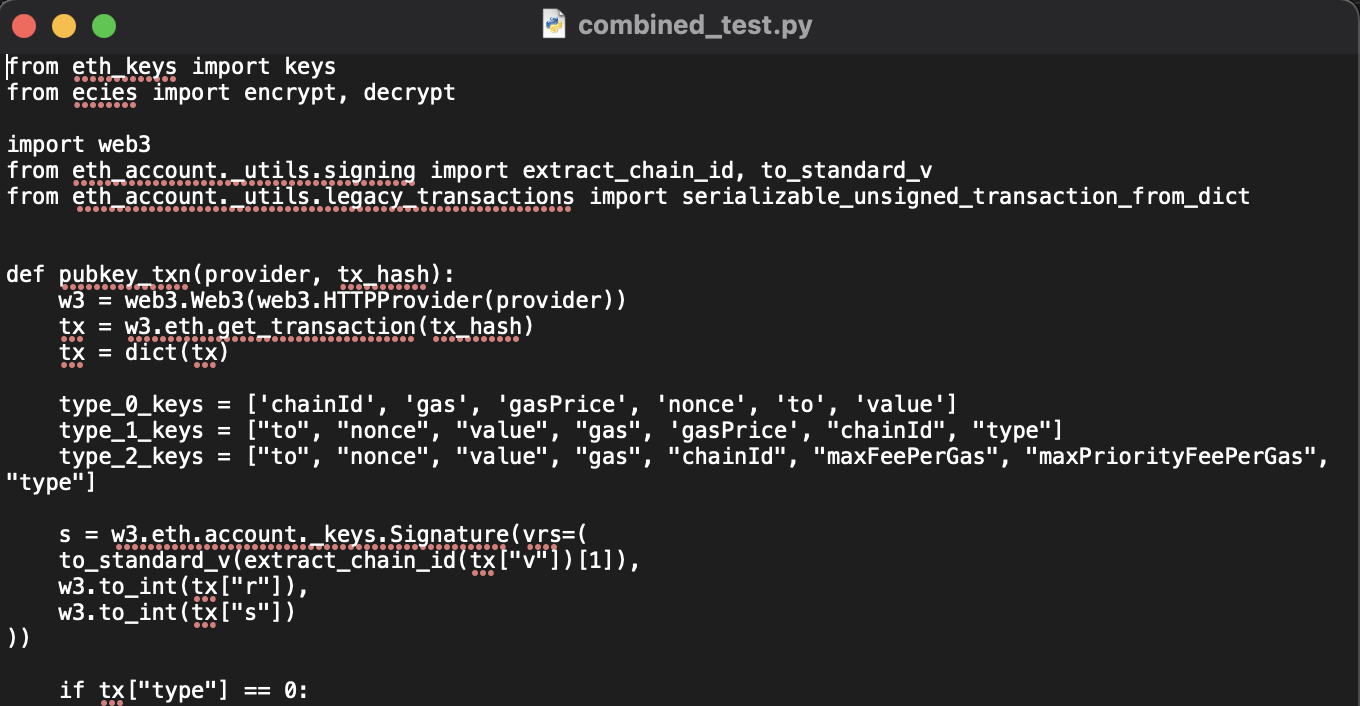 combined_test.py
from eth_keys import keys
from ecies import encrypt, decrypt
import web3
from eth_account._utils.signing import extract_chain_id, to_standard_v
from eth_account._utils.legacy_transactions import serializable_unsigned_transaction_from_dict
def pubkey_txn(provider, tx_hash):
    w3 = web3.Web3(web3.HTTPProvider(provider))
    tx = w3.eth.get_transaction(tx_hash)
    tx = dict(tx)
    type_0_keys = ['chainId', 'gas', 'gasPrice', 'nonce', 'to', 'value']
    type_1_keys = ["to", "nonce", "value", "gas", 'gasPrice', "chainId", "type"]
    type_2_keys = ["to", "nonce", "value", "gas", "chainId", "maxFeePerGas", "maxPriorityFeePerGas",
"type"]
    s = w3.eth.account._keys.Signature(vrs=(
    to_standard_v(extract_chain_id(tx["v"])[1]),
    w3.to_int(tx["r"]),
    w3.to_int(tx["s"])
))
    if tx["type"] == 0: